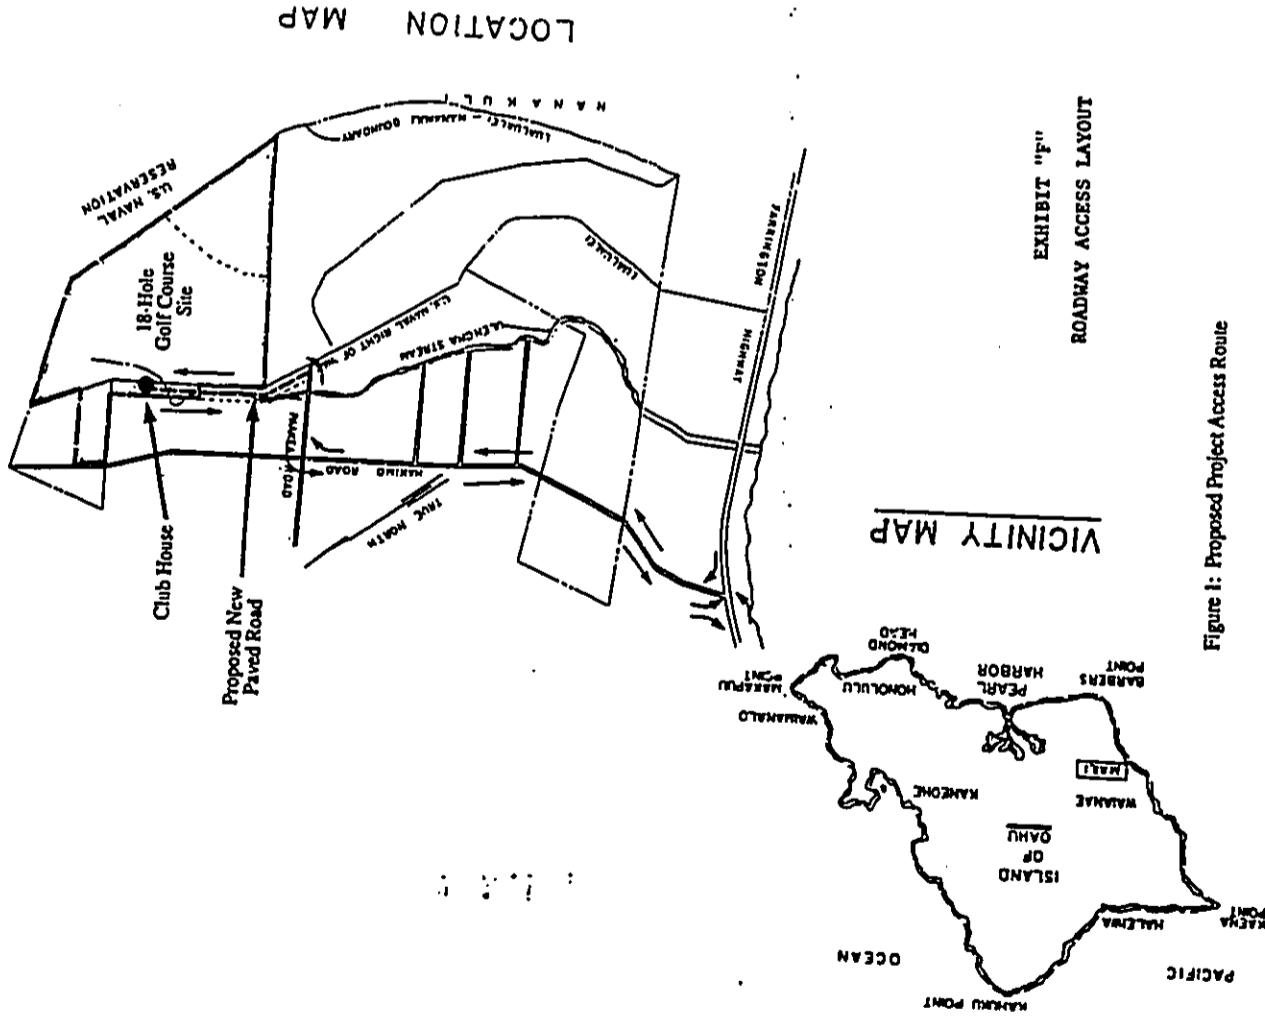 LOCATION MAP
NANAKULI
LUALUALEI - NANAKULI BOUNDARY
U.S. NAVAL
RESERVATION
18-Hole
Golf Course
Site
U.S. NAVAL RIGHT OF WAY
ULEHCHA STREAM
LUALUALEI
FARRINGTON
HIGHWAY
PAAKEA ROAD
HAKIMO ROAD
TRUE NORTH
Club House
Proposed New
Paved Road
EXHIBIT "F"
ROADWAY ACCESS LAYOUT
VICINITY MAP
PACIFIC
OCEAN
KAHUKU POINT
KAENA
POINT
HALEIWA
ISLAND
OF
OAHU
WAIANAE
MAILI
KANEOHE
BARBERS
POINT
PEARL
HARBOR
HONOLULU
DIAMOND
HEAD
WAIMANALO
MAKAPUU
POINT
Figure 1: Proposed Project Access Route